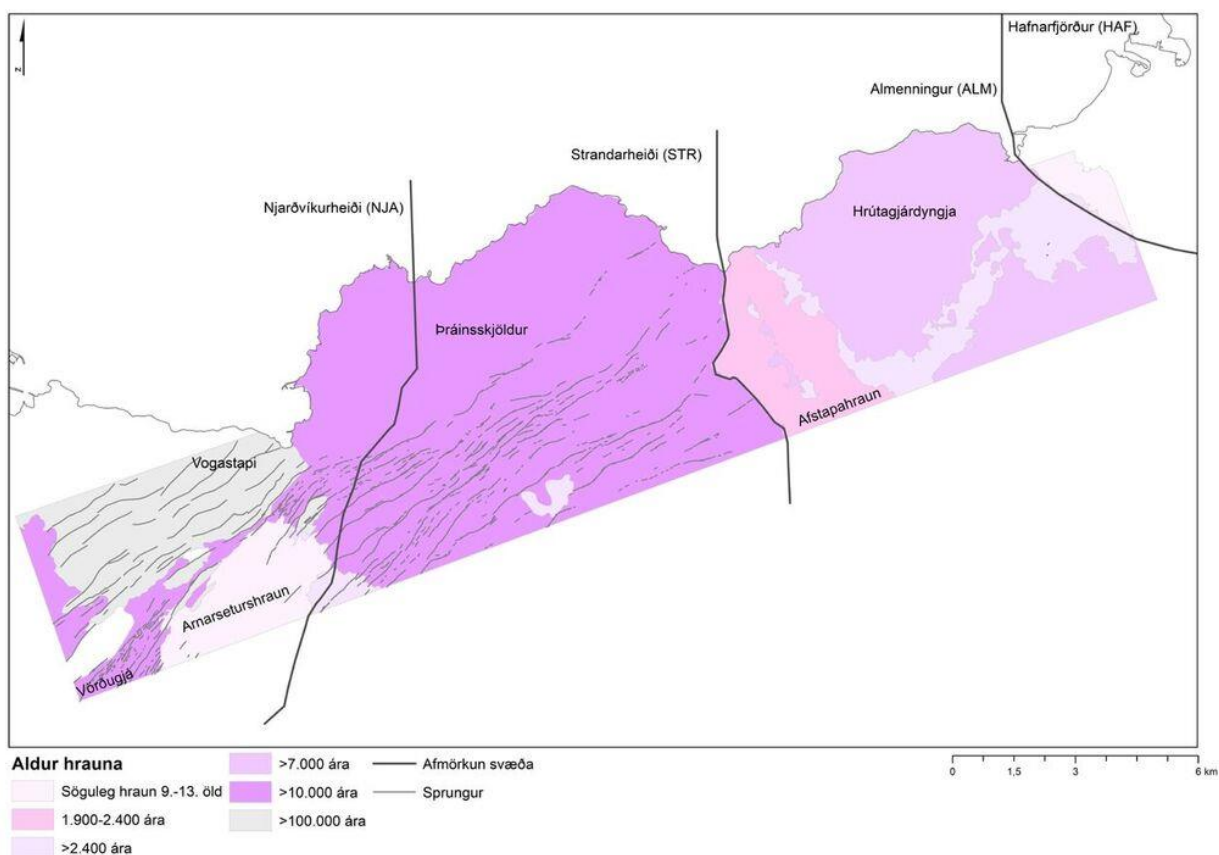 Hafnarfjörður (HAF)
Almenningur (ALM)
Strandarheiði (STR)
Njarðvíkurheiði (NJA)
Hrútagjárdyngja
Þráinsskjöldur
Afstapahraun
Vogastapi
Arnarseturshraun
Vörðugjá
N
Aldur hrauna
Söguleg hraun 9.-13. öld
1.900-2.400 ára
>2.400 ára
>7.000 ára
>10.000 ára
>100.000 ára
Afmörkun svæða
Sprungur
0 1,5 3 6 km